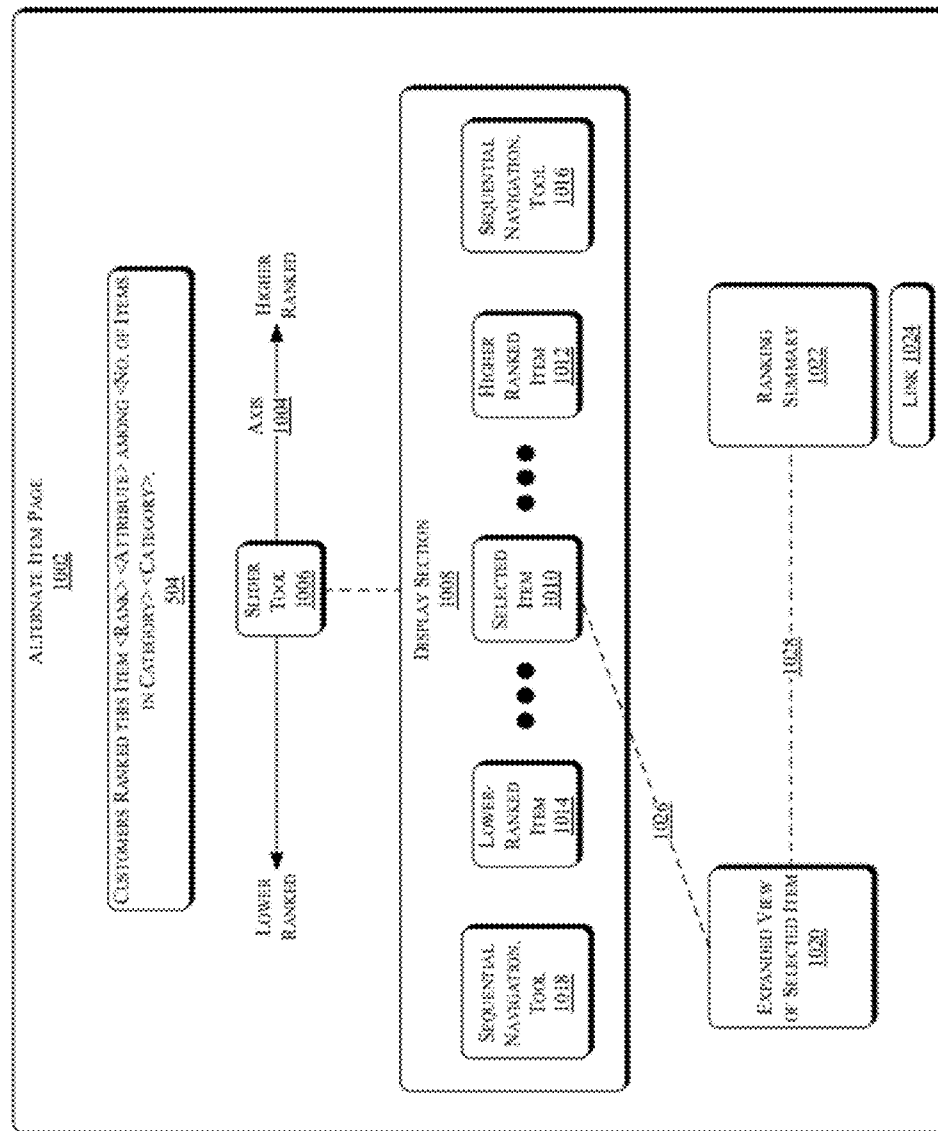 ALTERNATE ITEM PAGE
1002
CUSTOMERS RANKED THIS ITEM <RANK> <ATTRIBUTE> AMONG <NO. OF ITEMS
IN CATEGORY> <CATEGORY>.
504
LOWER
RANKED
SLIDER
TOOL
1006
AXIS
1004
HIGHER
RANKED
DISPLAY SECTION
1008
SEQUENTIAL
NAVIGATION
TOOL
1018
LOWER-
RANKED
ITEM
1014
SELECTED
ITEM
1010
HIGHER
RANKED
ITEM
1012
SEQUENTIAL
NAVIGATION
TOOL
1016
1026
EXPANDED VIEW
OF SELECTED ITEM
1020
1028
RANKING
SUMMARY
1022
LINK 1024